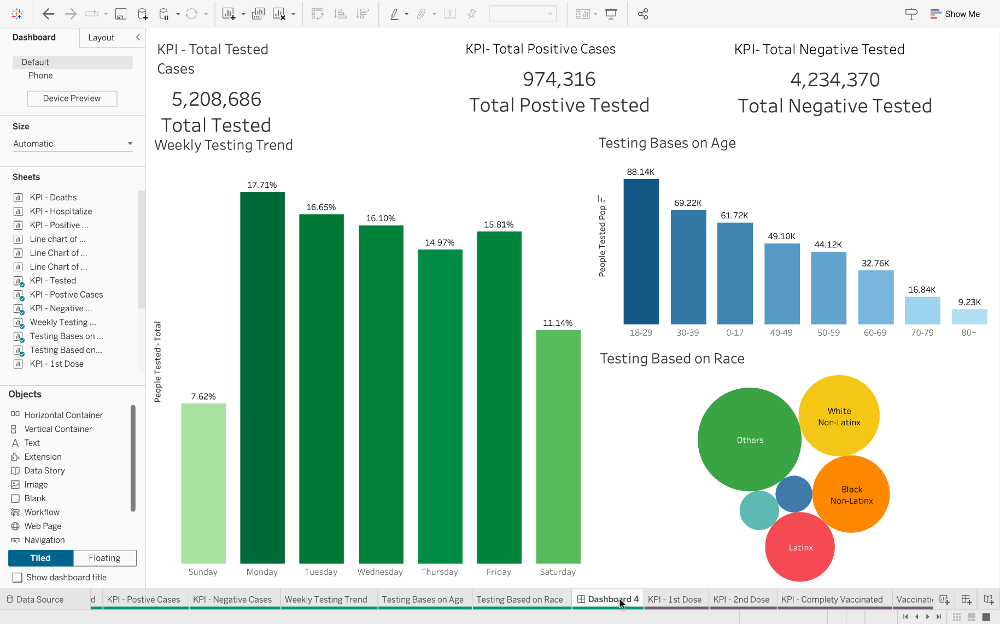 Show Me
Dashboard
Layout
Default
Phone
Device Preview
Size
Automatic
Sheets
KPI - Deaths
KPI - Hospitalize
KPI - Positive ...
Line chart of ...
Line Chart of ...
Line Chart of ...
KPI - Tested
KPI - Postive Cases
KPI - Negative ...
Weekly Testing ...
Testing Bases on ...
Testing Based on...
KPI - 1st Dose
Objects
Horizontal Container
Vertical Container
Text
Extension
Data Story
Image
Blank
Workflow
Web Page
Navigation
Tiled
Floating
Show dashboard title
KPI - Total Tested
Cases
5,208,686
Total Tested
KPI- Total Positive Cases
974,316
Total Postive Tested
KPI- Total Negative Tested
4,234,370
Total Negative Tested
Weekly Testing Trend
People Tested - Total
7.62%
17.71%
16.65%
16.10%
14.97%
15.81%
11.14%
Sunday
Monday
Tuesday
Wednesday
Thursday
Friday
Saturday
Testing Bases on Age
People Tested Pop
88.14K
69.22K
61.72K
49.10K
44.12K
32.76K
16.84K
9.23K
18-29
30-39
0-17
40-49
50-59
60-69
70-79
80+
Testing Based on Race
Others
White
Non-Latinx
Black
Non-Latinx
Latinx
Data Source
d
KPI - Postive Cases
KPI - Negative Cases
Weekly Testing Trend
Testing Bases on Age
Testing Based on Race
Dashboard 4
KPI - 1st Dose
KPI - 2nd Dose
KPI - Complety Vaccinated
Vaccinati